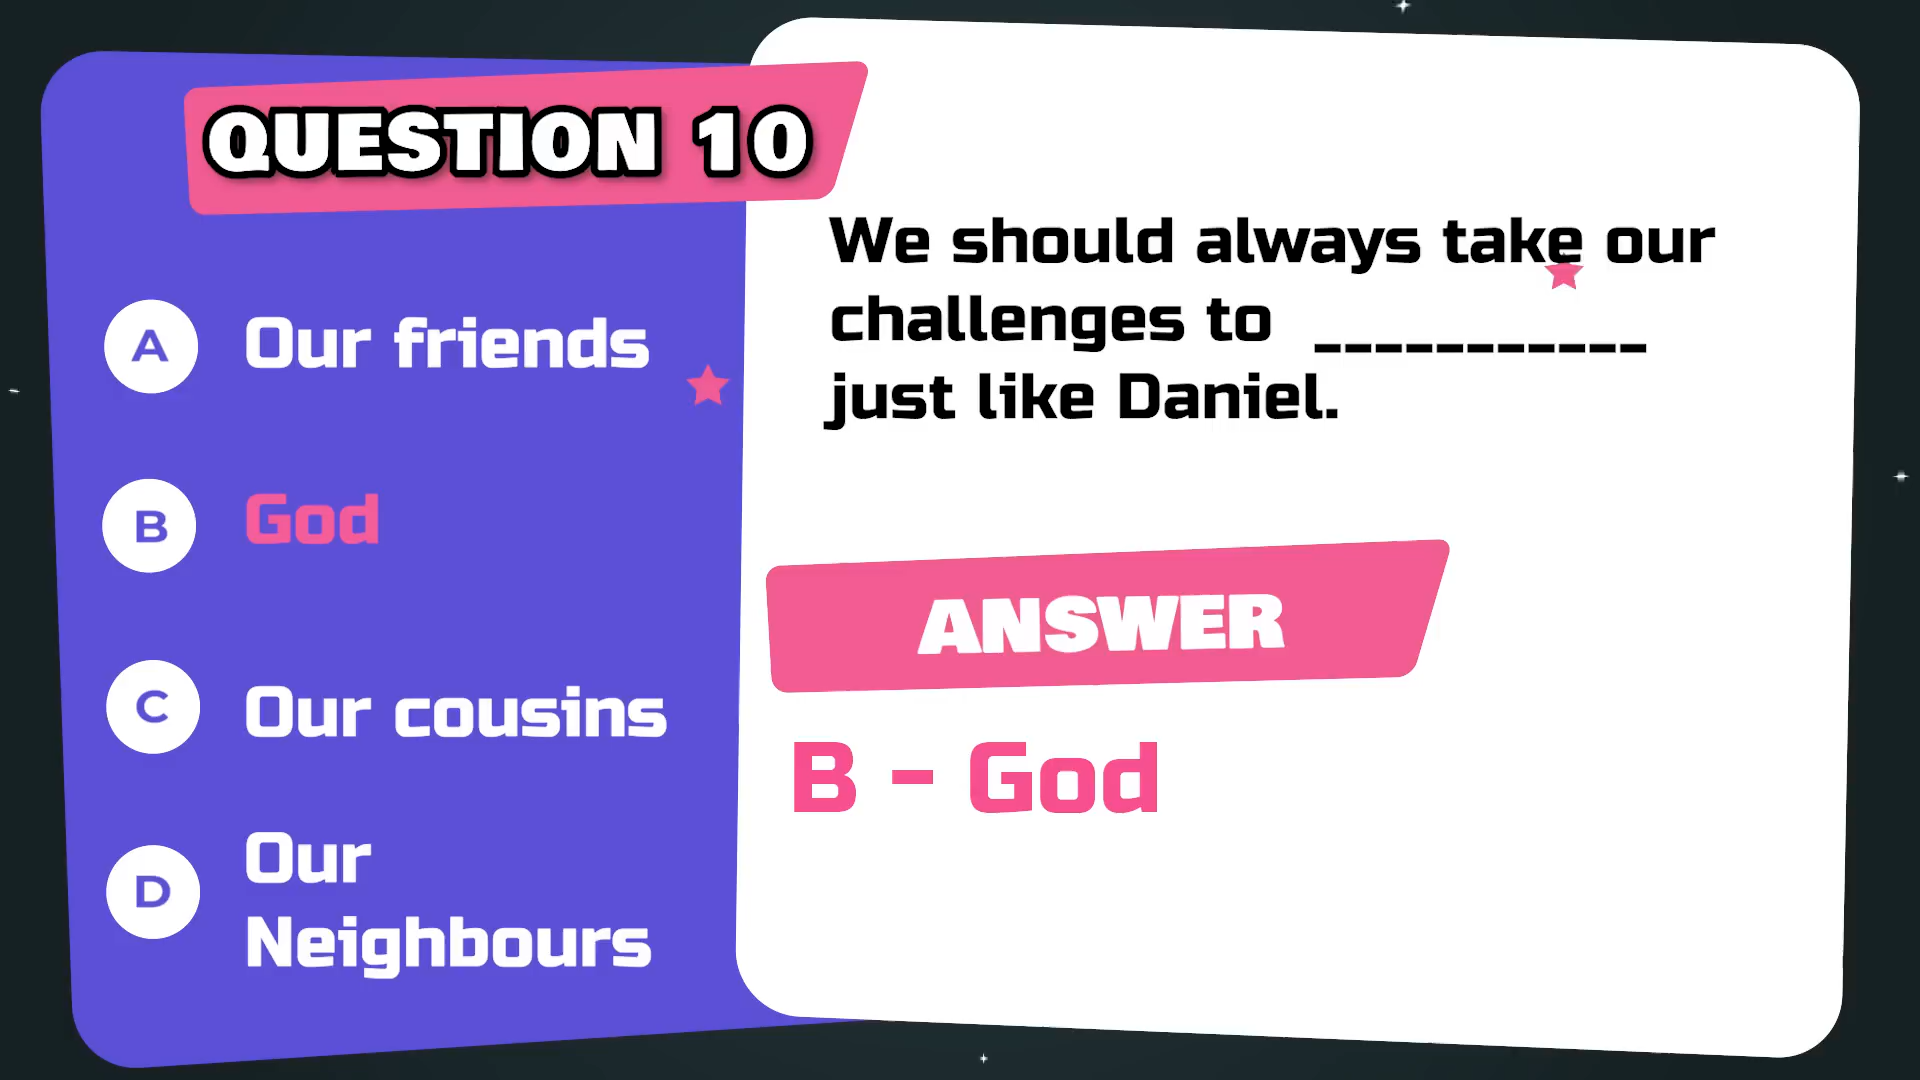 QUESTION 10
A Our friends
B God
C Our cousins
D Our
Neighbours
We should always take our
challenges to ___________
just like Daniel.
ANSWER
B - God